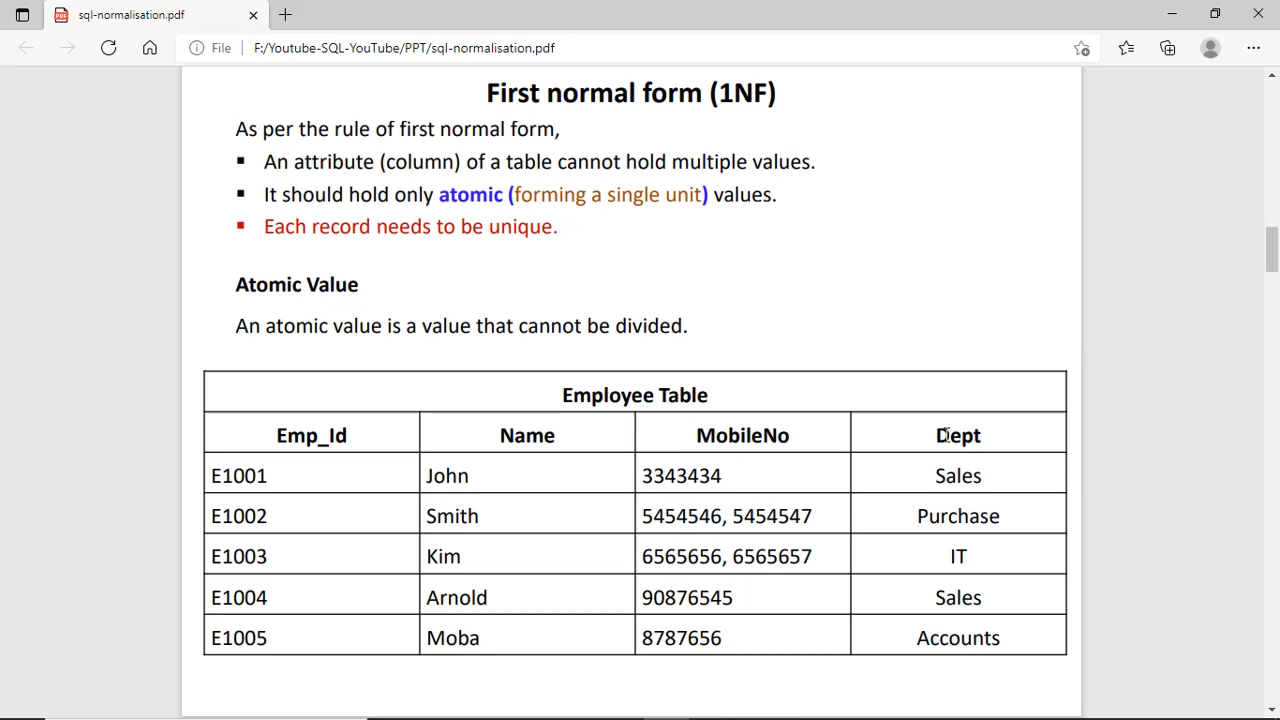 sql-normalisation.pdf
File F:/Youtube-SQL-YouTube/PPT/sql-normalisation.pdf
First normal form (1NF)
As per the rule of first normal form,
▪ An attribute (column) of a table cannot hold multiple values.
▪ It should hold only atomic (forming a single unit) values.
▪ Each record needs to be unique.
Atomic Value
An atomic value is a value that cannot be divided.
Employee Table
Emp_Id Name MobileNo Dept
E1001 John 3343434 Sales
E1002 Smith 5454546, 5454547 Purchase
E1003 Kim 6565656, 6565657 IT
E1004 Arnold 90876545 Sales
E1005 Moba 8787656 Accounts